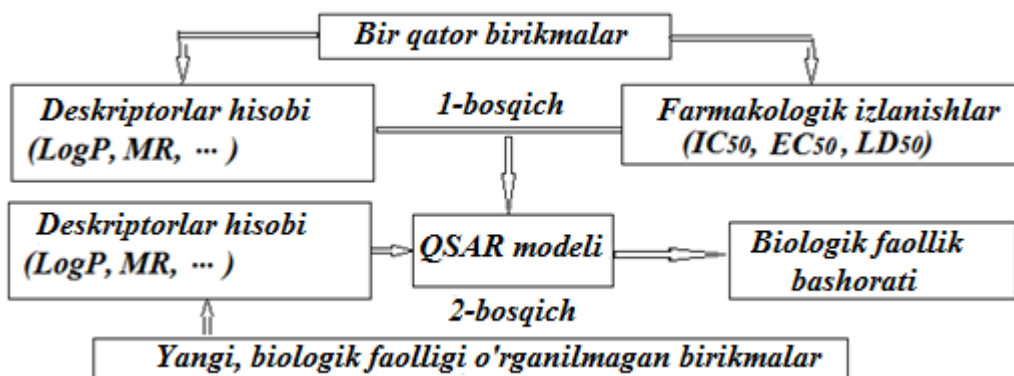 Bir qator birikmalar
Deskriptorlar hisobi
(LogP, MR, ··· )
1-bosqich
Farmakologik izlanishlar
(IC50, EC50, LD50)
Deskriptorlar hisobi
(LogP, MR, ··· )
QSAR modeli
Biologik faollik
bashorati
2-bosqich
Yangi, biologik faolligi o'rganilmagan birikmalar